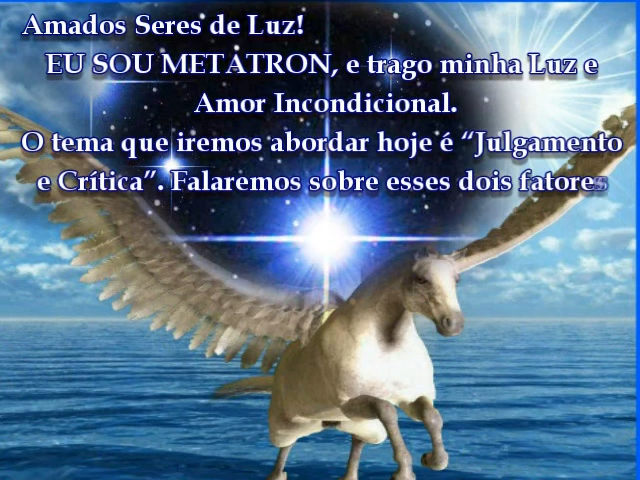 Amados Seres de Luz!
EU SOU METATRON, e trago minha Luz e
Amor Incondicional.
O tema que iremos abordar hoje é “Julgamento
e Crítica”. Falaremos sobre esses dois fatores